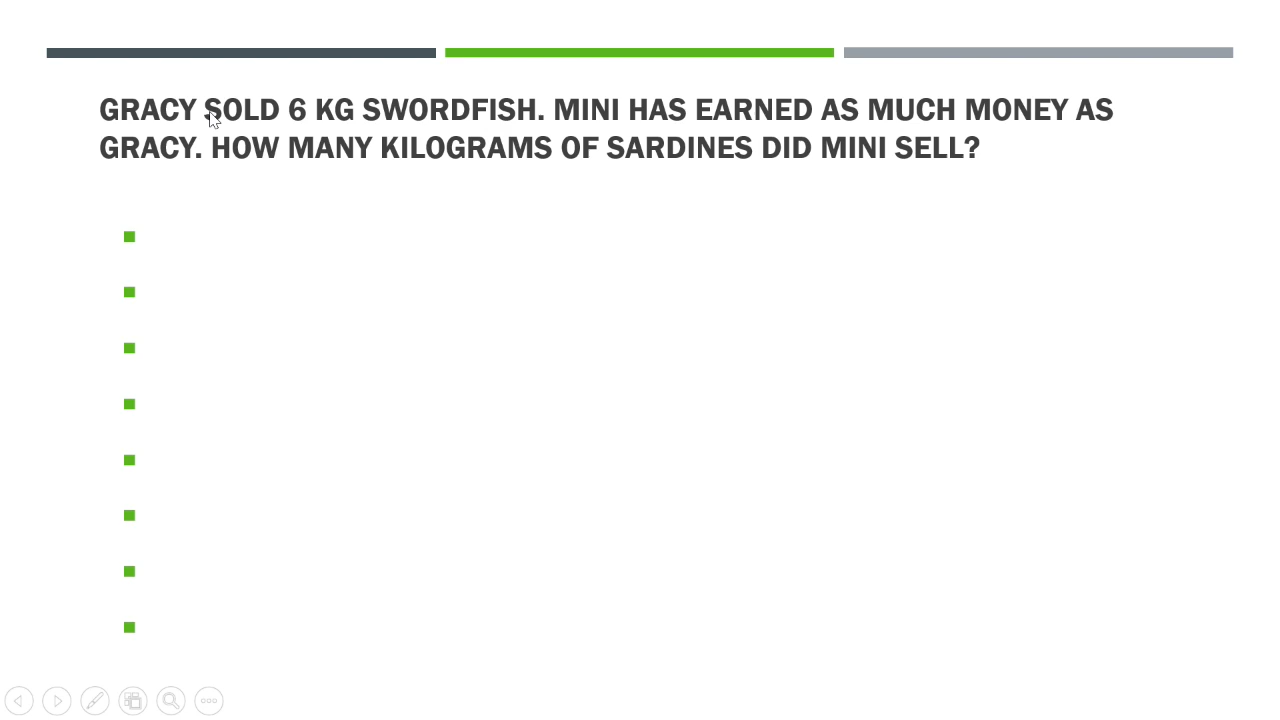 GRACY SOLD 6 KG SWORDFISH. MINI HAS EARNED AS MUCH MONEY AS
GRACY. HOW MANY KILOGRAMS OF SARDINES DID MINI SELL?